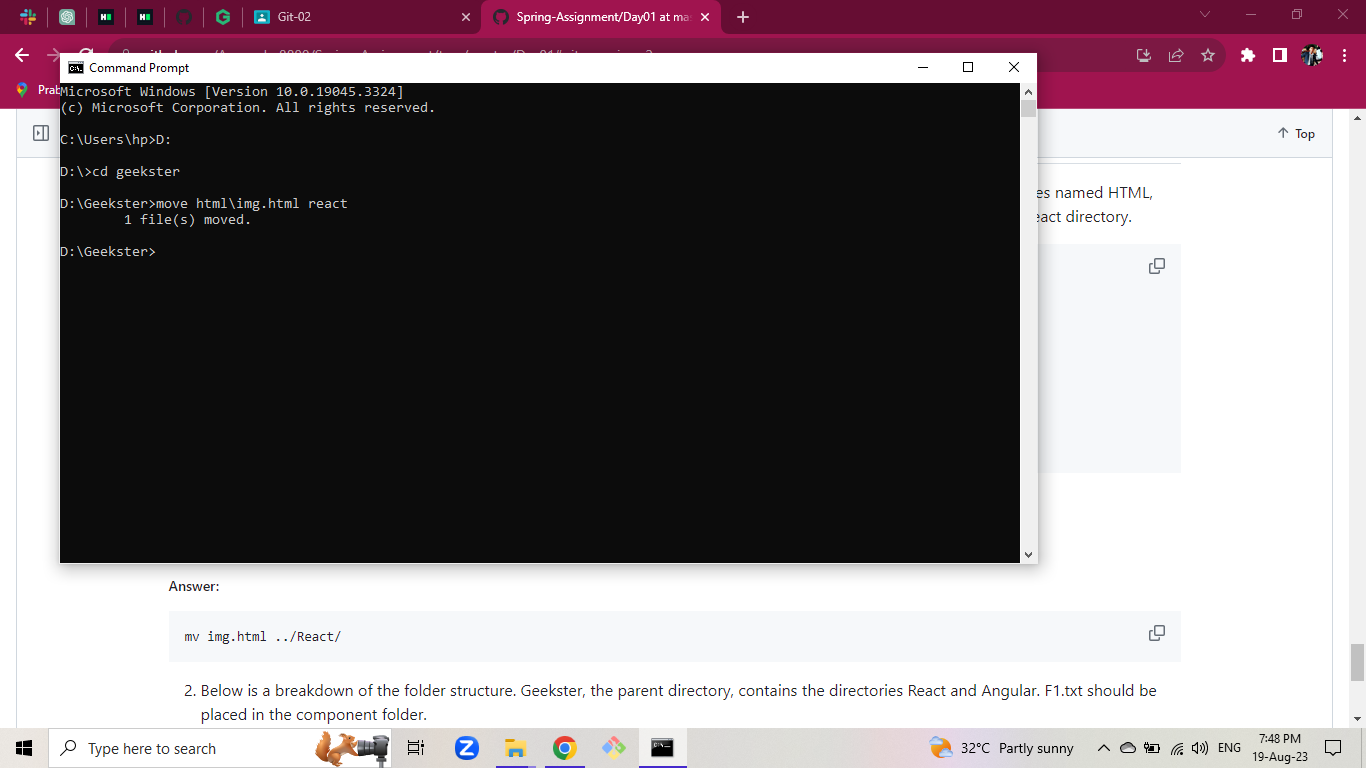 Git-02
Spring-Assignment/Day01 at ma
Command Prompt
Microsoft Windows [Version 10.0.19045.3324]
(c) Microsoft Corporation. All rights reserved.
C:\Users\hp>D:
D:\>cd geekster
D:\Geekster>move html\img.html react
1 file(s) moved.
D:\Geekster>
Top
es named HTML,
eact directory.
Answer:
mv img.html ../React/
2. Below is a breakdown of the folder structure. Geekster, the parent directory, contains the directories React and Angular. F1.txt should be
placed in the component folder.
Type here to search
32°C Partly sunny
ENG
7:48 PM
19-Aug-23